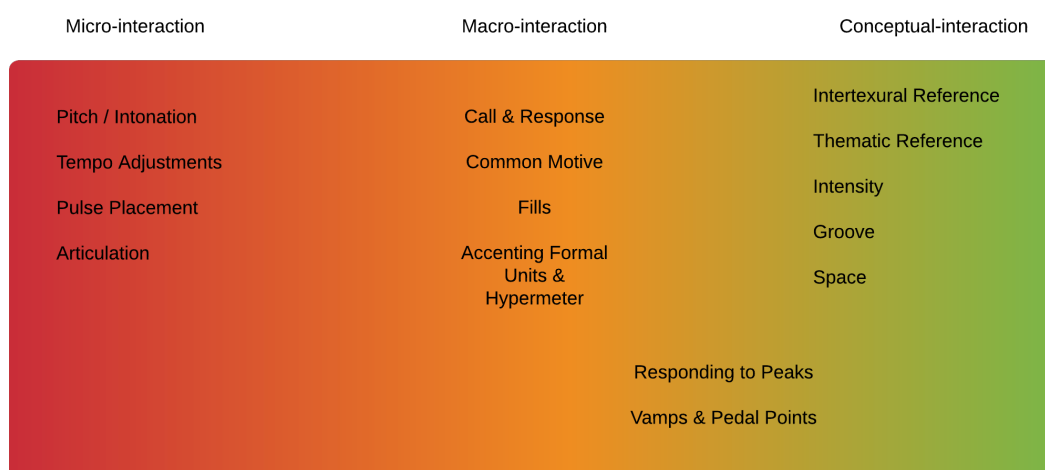 Micro-interaction
Macro-interaction
Conceptual-interaction
Pitch / Intonation
Tempo Adjustments
Pulse Placement
Articulation
Call & Response
Common Motive
Fills
Accenting Formal
Units &
Hypermeter
Intertexural Reference
Thematic Reference
Intensity
Groove
Space
Responding to Peaks
Vamps & Pedal Points